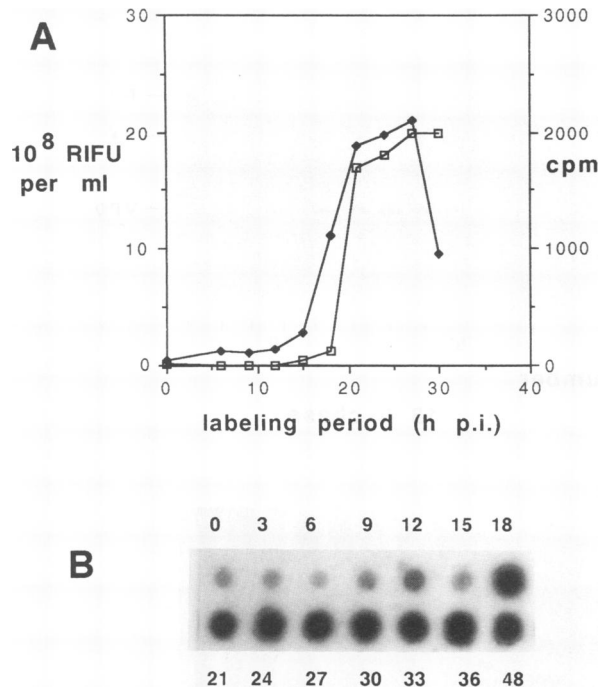 A
30
20
10
0
10^8 RIFU
per ml
3000
2000
1000
0
cpm
0 10 20 30 40
labeling period (h p.i.)
B
0 3 6 9 12 15 18
21 24 27 30 33 36 48